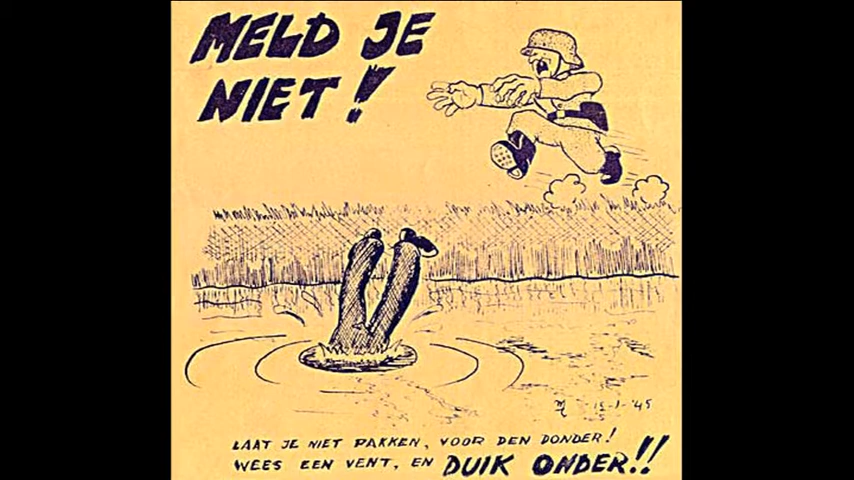 MELD JE
NIET!
15-1-'45
LAAT JE NIET PAKKEN, VOOR DEN DONDER!
WEES EEN VENT, EN DUIK ONDER!!